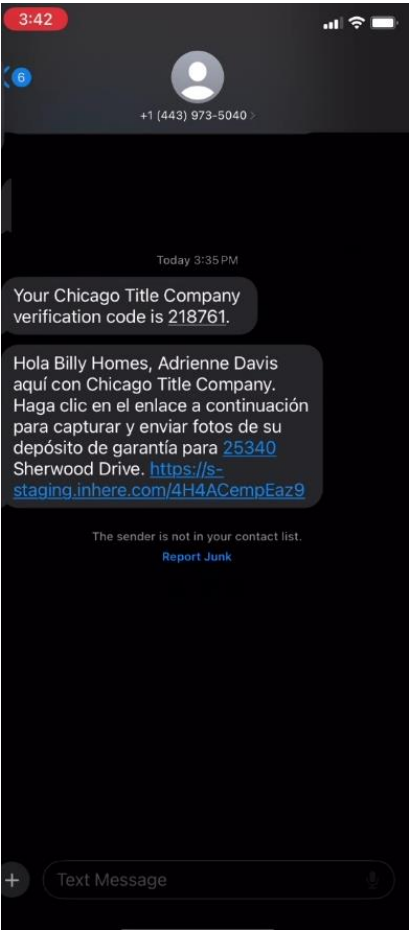 3:42
6
+1 (443) 973-5040 >
Today 3:35 PM
Your Chicago Title Company
verification code is 218761.
Hola Billy Homes, Adrienne Davis
aquí con Chicago Title Company.
Haga clic en el enlace a continuación
para capturar y enviar fotos de su
depósito de garantía para 25340
Sherwood Drive. https://s-
staging.inhere.com/4H4ACempEaz9
The sender is not in your contact list.
Report Junk
Text Message